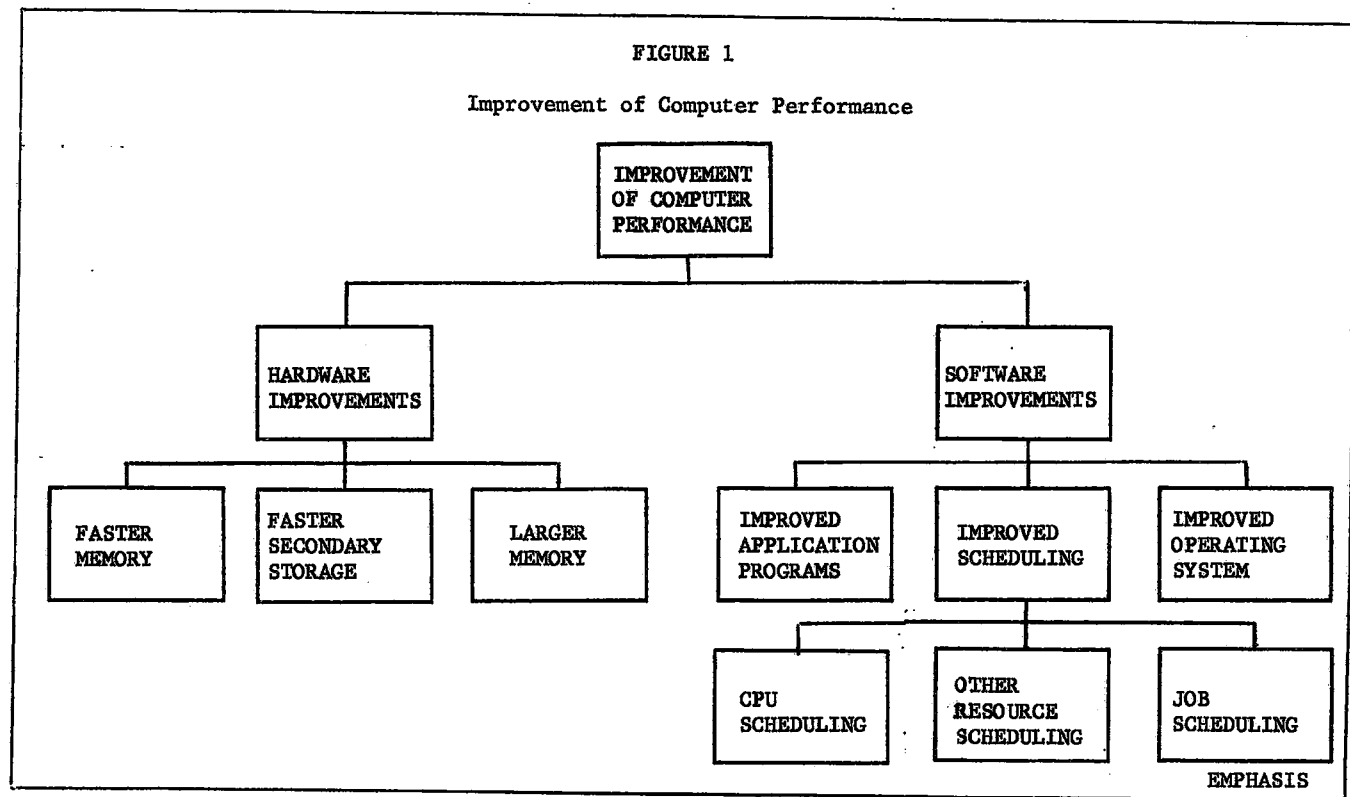 FIGURE 1
Improvement of Computer Performance
IMPROVEMENT
OF COMPUTER
PERFORMANCE
HARDWARE
IMPROVEMENTS
SOFTWARE
IMPROVEMENTS
FASTER
MEMORY
FASTER
SECONDARY
STORAGE
LARGER
MEMORY
IMPROVED
APPLICATION
PROGRAMS
IMPROVED
SCHEDULING
IMPROVED
OPERATING
SYSTEM
CPU
SCHEDULING
OTHER
RESOURCE
SCHEDULING
JOB
SCHEDULING
EMPHASIS